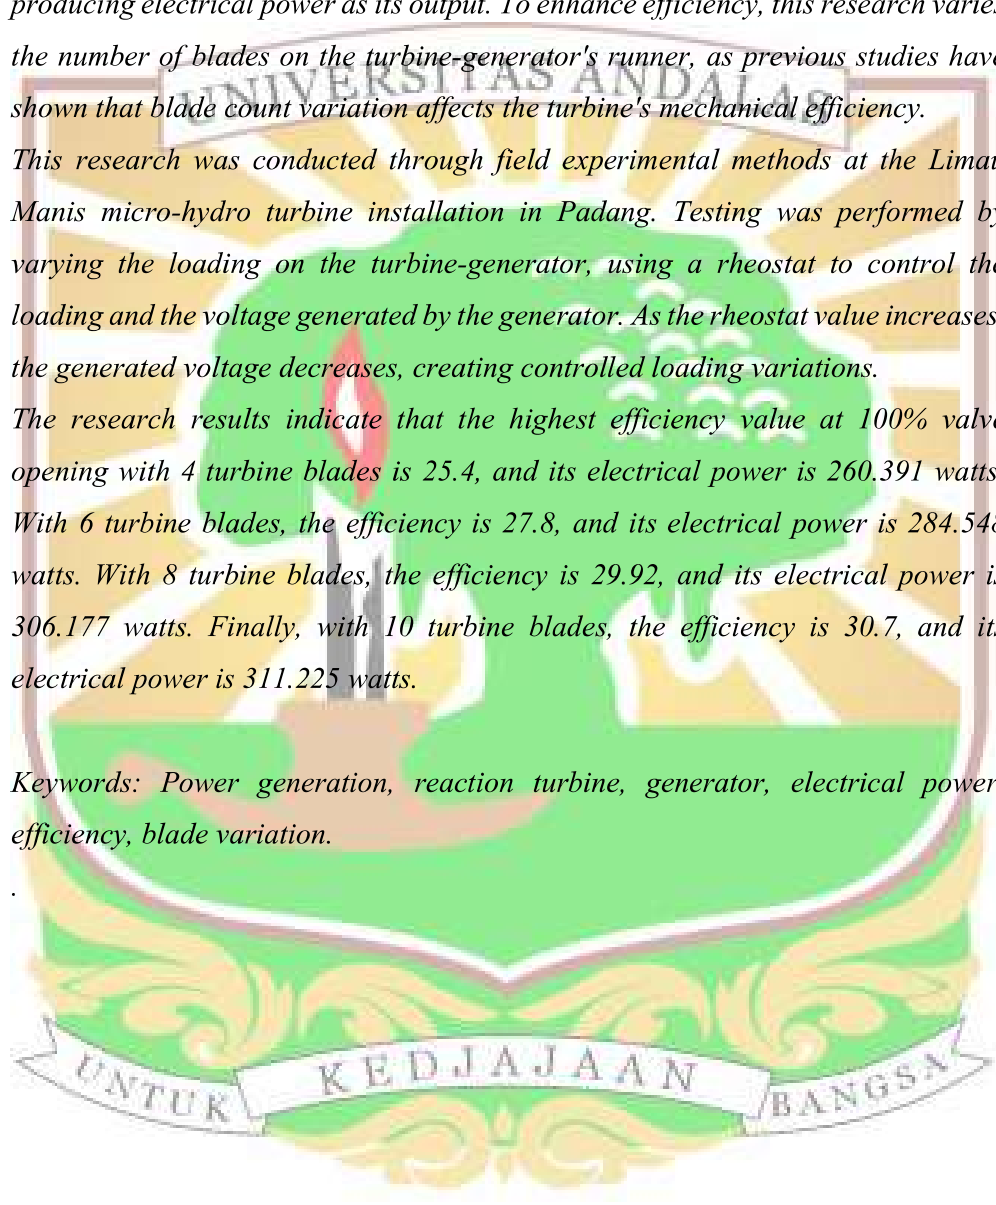 producing electrical power as its output. To enhance efficiency, this research varies
the number of blades on the turbine-generator's runner, as previous studies have
UNIVERSITAS ANDALAS
shown that blade count variation affects the turbine's mechanical efficiency.
This research was conducted through field experimental methods at the Limau
Manis micro-hydro turbine installation in Padang. Testing was performed by
varying the loading on the turbine-generator, using a rheostat to control the
loading and the voltage generated by the generator. As the rheostat value increases
the generated voltage decreases, creating controlled loading variations.
The research results indicate that the highest efficiency value at 100% valve
opening with 4 turbine blades is 25.4, and its electrical power is 260.391 watts
With 6 turbine blades, the efficiency is 27.8, and its electrical power is 284.548
watts. With 8 turbine blades, the efficiency is 29.92, and its electrical power is
306.177 watts. Finally, with 10 turbine blades, the efficiency is 30.7, and its
electrical power is 311.225 watts.
Keywords: Power generation, reaction turbine, generator, electrical power
efficiency, blade variation.
.
UNTUK KEDJAJAAN BANGSA